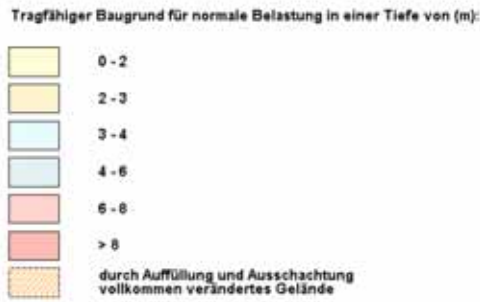 Tragfähiger Baugrund für normale Belastung in einer Tiefe von (m):
0 - 2
2 - 3
3 - 4
4 - 6
6 - 8
> 8
durch Auffüllung und Ausschachtung
vollkommen verändertes Gelände